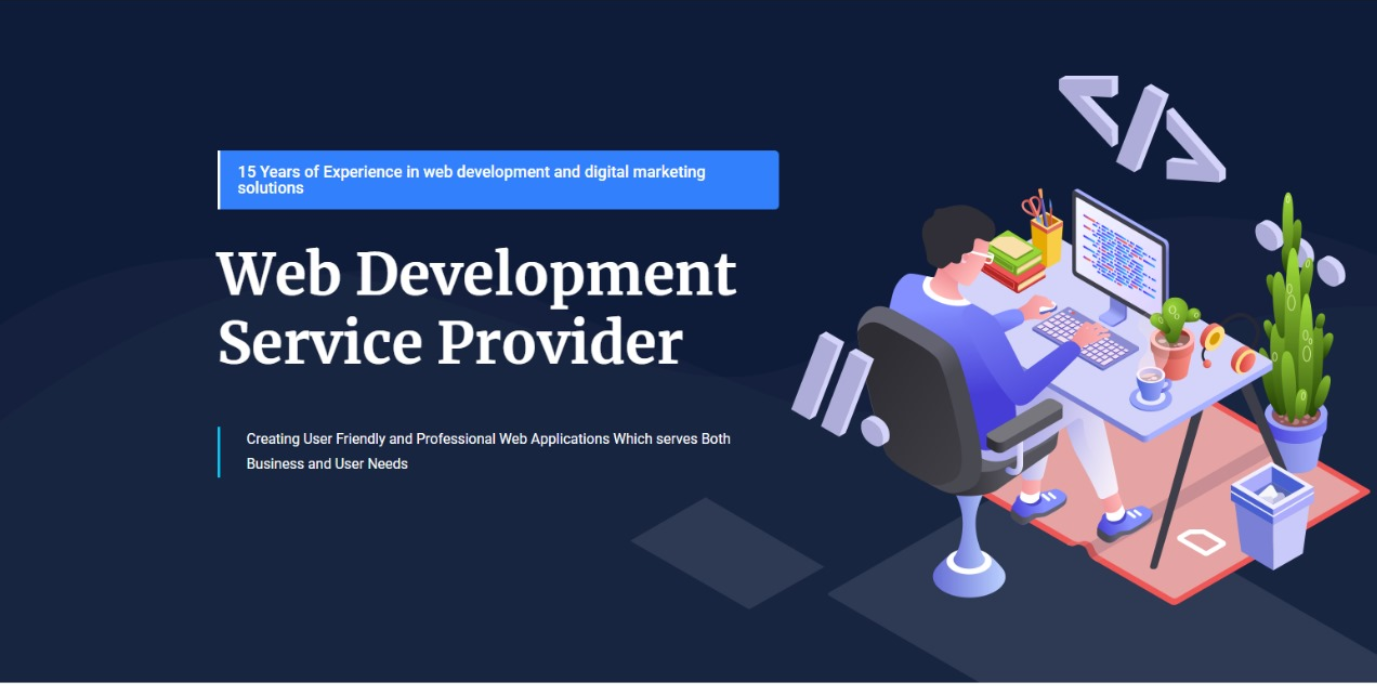 15 Years of Experience in web development and digital marketing
solutions
Web Development
Service Provider
Creating User Friendly and Professional Web Applications Which serves Both
Business and User Needs